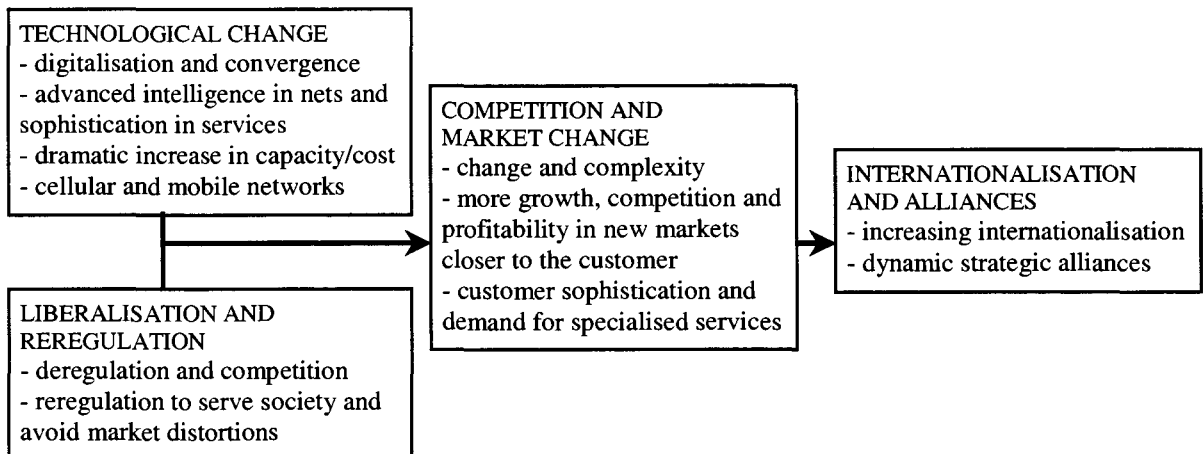 TECHNOLOGICAL CHANGE
- digitalisation and convergence
- advanced intelligence in nets and
sophistication in services
- dramatic increase in capacity/cost
- cellular and mobile networks
LIBERALISATION AND
REREGULATION
- deregulation and competition
- reregulation to serve society and
avoid market distortions
COMPETITION AND
MARKET CHANGE
- change and complexity
- more growth, competition and
profitability in new markets
closer to the customer
- customer sophistication and
demand for specialised services
INTERNATIONALISATION
AND ALLIANCES
- increasing internationalisation
- dynamic strategic alliances